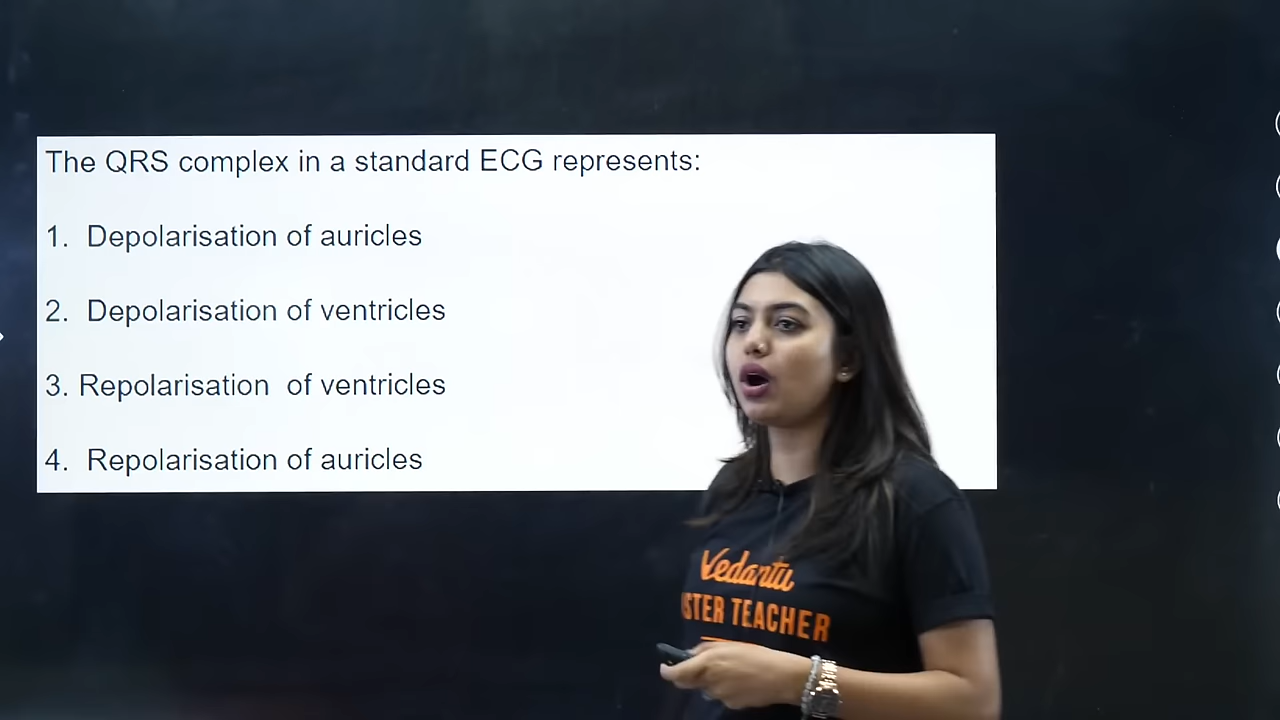 The QRS complex in a standard ECG represents:
1. Depolarisation of auricles
2. Depolarisation of ventricles
3. Repolarisation of ventricles
4. Repolarisation of auricles
Vedantu
TEACHER